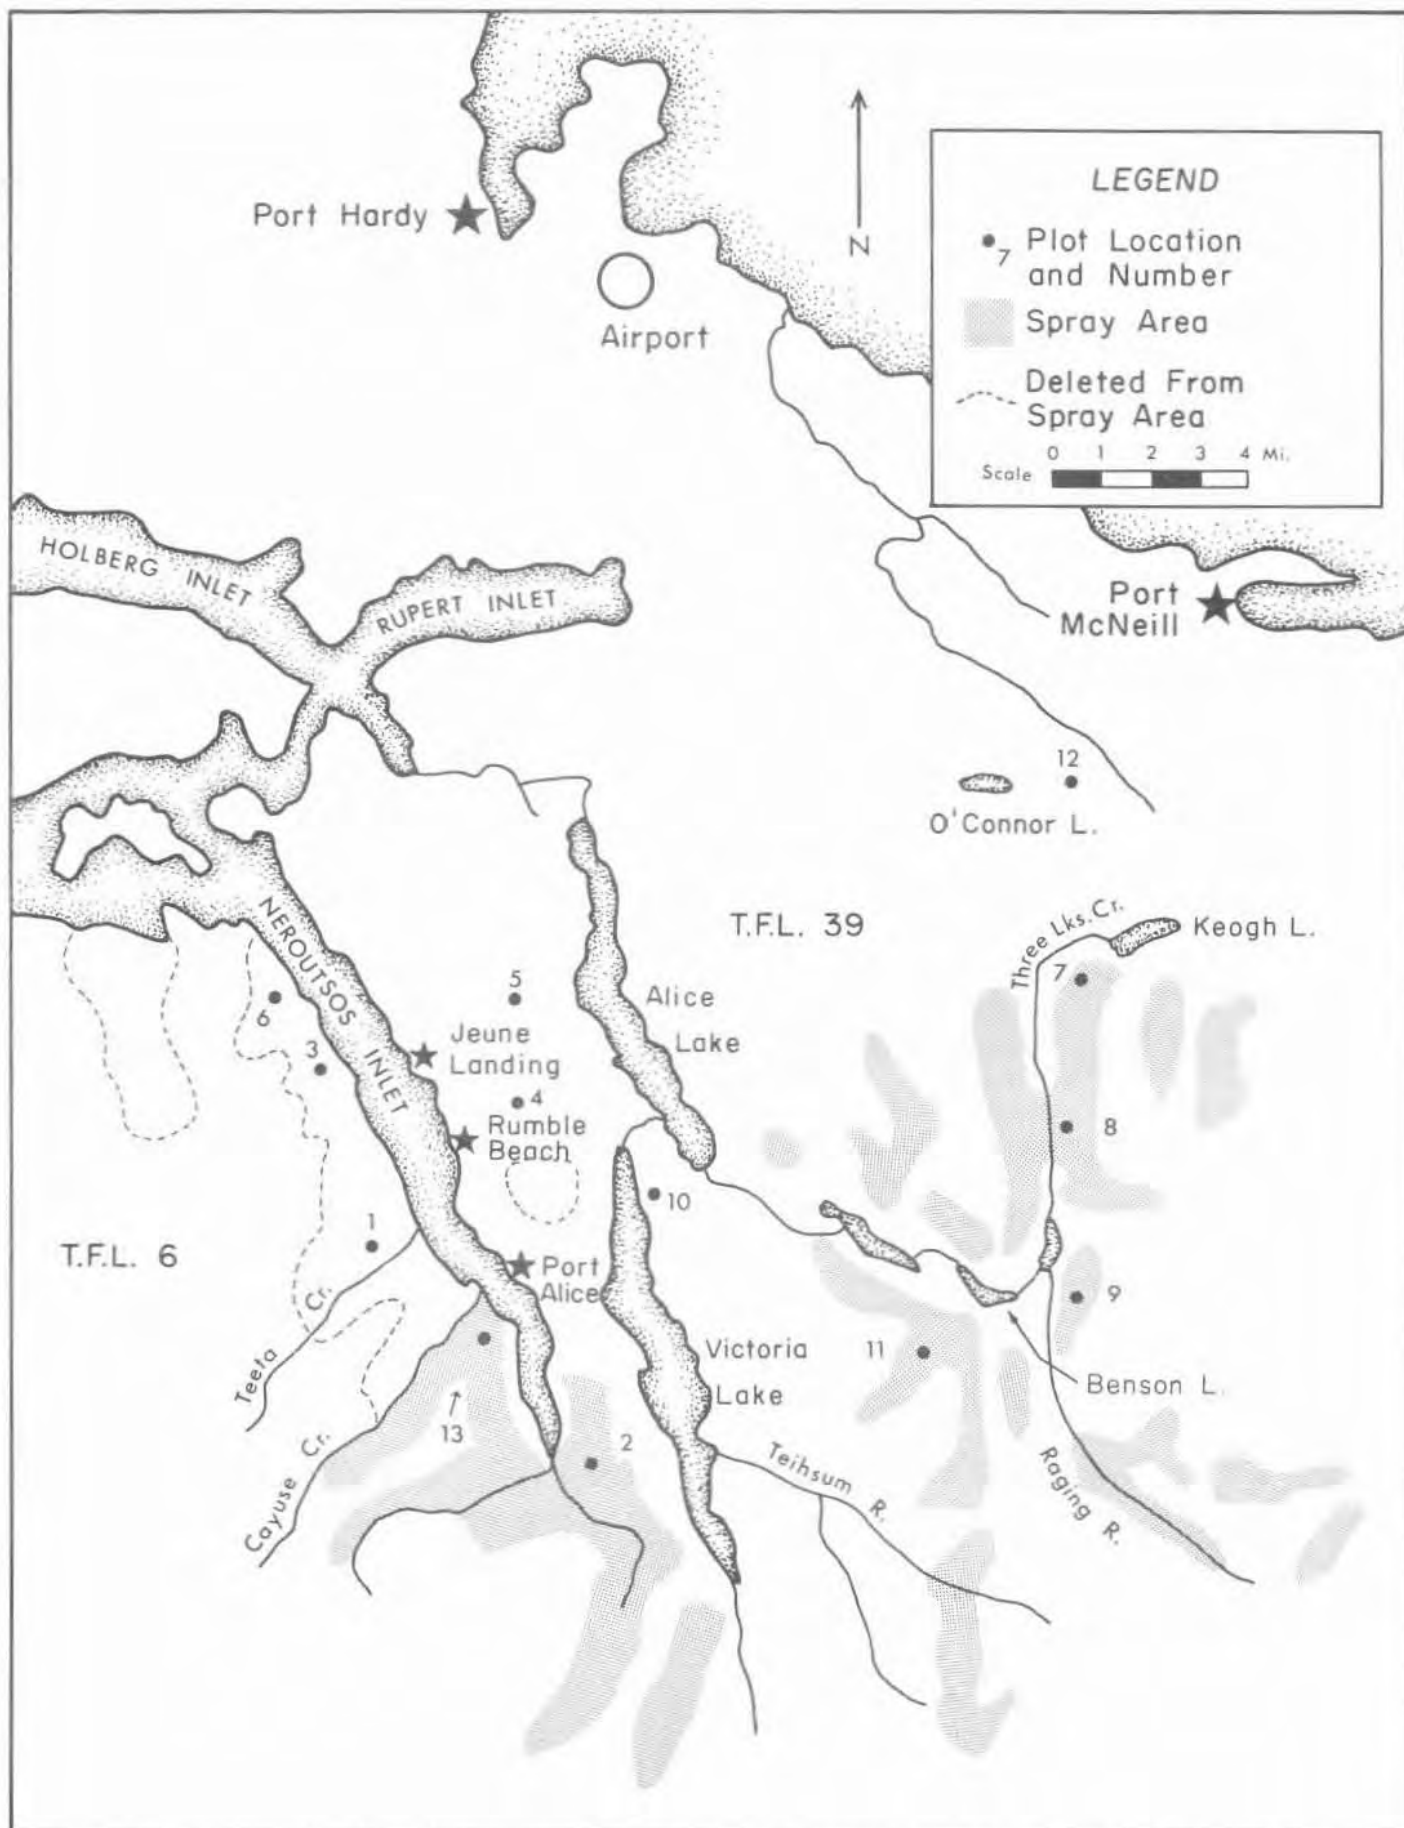 Port Hardy
Airport
N
LEGEND
7 Plot Location
and Number
Spray Area
Deleted From
Spray Area
0 1 2 3 4 Mi.
Scale
HOLBERG INLET
RUPERT INLET
Port
McNeill
12
O'Connor L.
NEROUTSOS INLET
T.F.L. 39
Three Lks. Cr.
Keogh L.
7
5
6
3
Alice
Lake
Jeune
Landing
4
Rumble
Beach
8
10
1
T.F.L. 6
Port
Alice
Teeta Cr.
9
11
Victoria
Lake
Benson L.
13
2
Cayuse Cr.
Teihsum R.
Raging R.